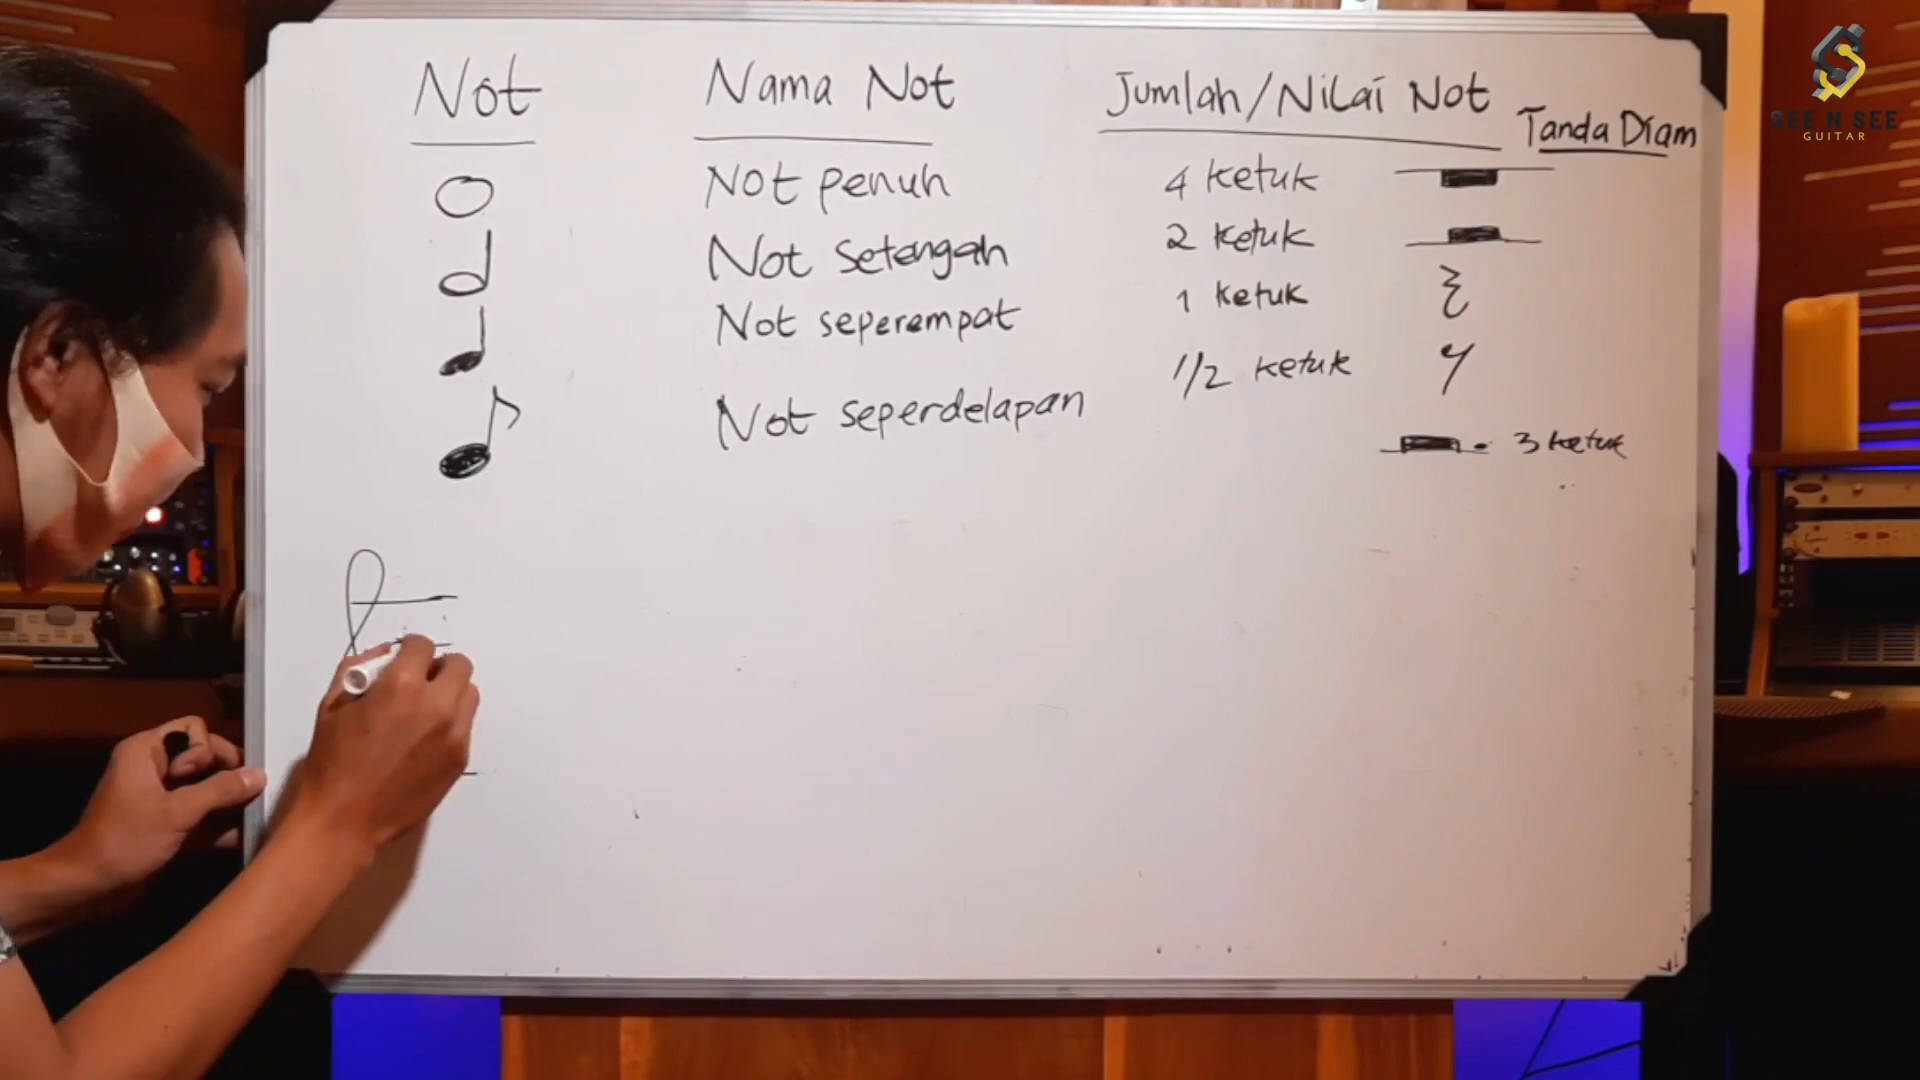 Not Nama Not Jumlah/Nilai Not Tanda Diam
Not penuh 4 ketuk
Not setengah 2 ketuk
Not seperempat 1 ketuk
Not seperdelapan 1/2 ketuk
3 ketuk
SEE N SEE
GUITAR